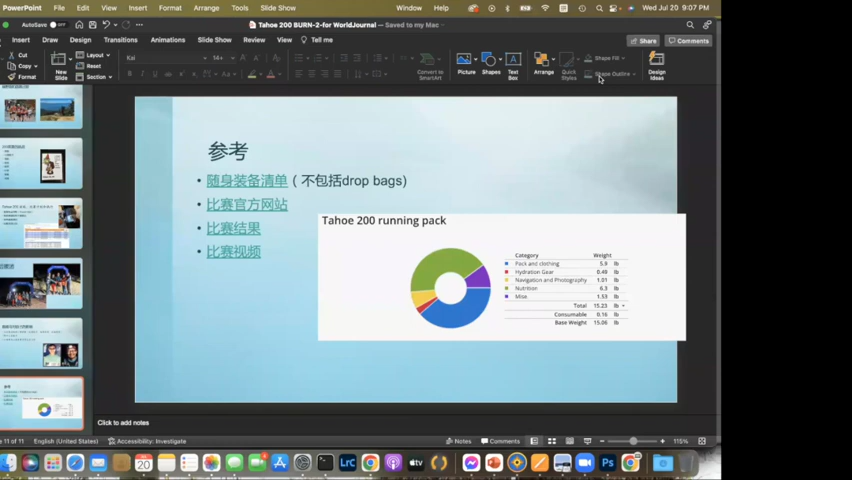 PowerPoint File Edit View Insert Format Arrange Tools Slide Show Window Help Wed Jul 20 9:07 PM
AutoSave OFF Tahoe 200 BURN-2-for WorldJournal — Saved to my Mac
Insert Draw Design Transitions Animations Slide Show Review View Tell me Share Comments
Cut
Copy
Format
New Slide
Layout
Reset
Section
Kai 14+
Convert to SmartArt
Picture
Shapes
Text Box
Arrange
Quick Styles
Shape Fill
Shape Outline
Design Ideas
参考
• 随身装备清单（不包括drop bags)
• 比赛官方网站
• 比赛结果
• 比赛视频
Tahoe 200 running pack
Category Weight
Pack and clothing 5.9 lb
Hydration Gear 0.49 lb
Navigation and Photography 1.01 lb
Nutrition 6.3 lb
Misc 1.53 lb
Total 15.23 lb
Consumable 0.16 lb
Base Weight 15.06 lb
Click to add notes
11 of 11 English (United States) Accessibility: Investigate Notes Comments 115%